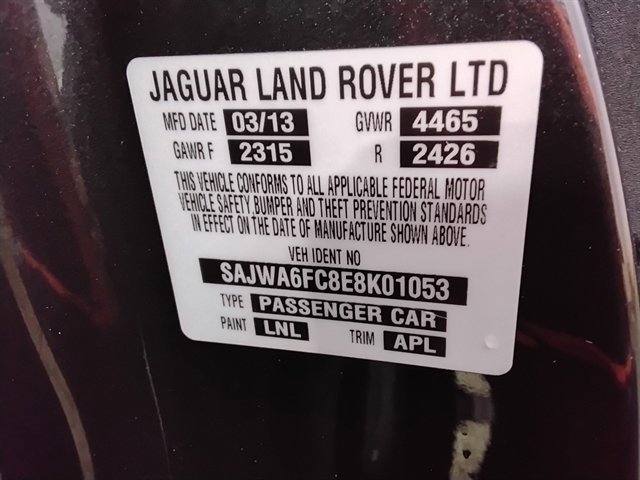 JAGUAR LAND ROVER LTD
MFD DATE 03/13 GVWR 4465
GAWR F 2315 R 2426
THIS VEHICLE CONFORMS TO ALL APPLICABLE FEDERAL MOTOR
VEHICLE SAFETY BUMPER AND THEFT PREVENTION STANDARDS
IN EFFECT ON THE DATE OF MANUFACTURE SHOWN ABOVE.
VEH IDENT NO
SAJWA6FC8E8K01053
TYPE PASSENGER CAR
PAINT LNL TRIM APL